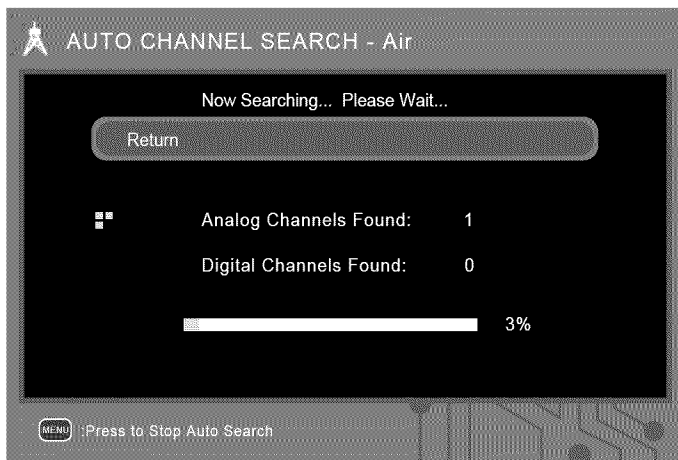 AUTO CHANNEL SEARCH - Air
Now Searching... Please Wait...
Return
Analog Channels Found: 1
Digital Channels Found: 0
3%
MENU :Press to Stop Auto Search